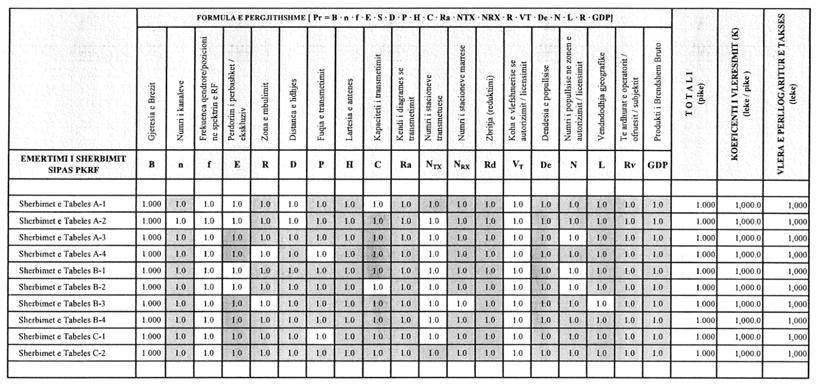 FORMULA E PERGJITHSHME [ Pr = B · n · f · E · S · D · P · H · C · Ra · NTX · NRX · R · VT · De · N · L · R · GDP]
Gjeresia e Brezit
Numri i kanaleve
Frekuenca qendrore/pozicioni ne spektrin e RF
Perdorim i perbashket / ekskluziv
Zona e mbulimit
Distanca e lidhjes
Fuqia e transmetimit
Lartesia e antenes
Kapaciteti i transmetimit
Kendi i diagrames se transmetimit
Numri i stacioneve transmetuese
Numri i stacioneve marrese
Zbritja (reduktimi)
Koha e vlefshmerise se autorizimit / licensimit
Dendesia e popullsise
Numri i popullsise ne zonen e autorizimit / licensimit
Vendndodhja gjeografike
Te ardhurat e operatorit / ofruesit / subjektit
Produkti i Brendshem Bruto
T O T A L I (pike)
KOEFICENTI I VLERESIMIT (K) (leke / pike )
VLERA E PERLLOGARITUR E TAKSES (leke)
EMERTIMI I SHERBIMIT SIPAS PKRF B n f E R D P H C Ra NTX NRX Rd VT De N L Rv GDP
Sherbimet e Tabeles A-1 1.000 1.0 1.0 1.0 1.0 1.0 1.0 1.0 1.0 1.0 1.0 1.0 1.0 1.0 1.0 1.0 1.0 1.0 1.0 1.000 1,000.0 1,000
Sherbimet e Tabeles A-2 1.000 1.0 1.0 1.0 1.0 1.0 1.0 1.0 1.0 1.0 1.0 1.0 1.0 1.0 1.0 1.0 1.0 1.0 1.0 1.000 1,000.0 1,000
Sherbimet e Tabeles A-3 1.000 1.0 1.0 1.0 1.0 1.0 1.0 1.0 1.0 1.0 1.0 1.0 1.0 1.0 1.0 1.0 1.0 1.0 1.0 1.000 1,000.0 1,000
Sherbimet e Tabeles A-4 1.000 1.0 1.0 1.0 1.0 1.0 1.0 1.0 1.0 1.0 1.0 1.0 1.0 1.0 1.0 1.0 1.0 1.0 1.0 1.000 1,000.0 1,000
Sherbimet e Tabeles B-1 1.000 1.0 1.0 1.0 1.0 1.0 1.0 1.0 1.0 1.0 1.0 1.0 1.0 1.0 1.0 1.0 1.0 1.0 1.0 1.000 1,000.0 1,000
Sherbimet e Tabeles B-2 1.000 1.0 1.0 1.0 1.0 1.0 1.0 1.0 1.0 1.0 1.0 1.0 1.0 1.0 1.0 1.0 1.0 1.0 1.0 1.000 1,000.0 1,000
Sherbimet e Tabeles B-3 1.000 1.0 1.0 1.0 1.0 1.0 1.0 1.0 1.0 1.0 1.0 1.0 1.0 1.0 1.0 1.0 1.0 1.0 1.0 1.000 1,000.0 1,000
Sherbimet e Tabeles B-4 1.000 1.0 1.0 1.0 1.0 1.0 1.0 1.0 1.0 1.0 1.0 1.0 1.0 1.0 1.0 1.0 1.0 1.0 1.0 1.000 1,000.0 1,000
Sherbimet e Tabeles C-1 1.000 1.0 1.0 1.0 1.0 1.0 1.0 1.0 1.0 1.0 1.0 1.0 1.0 1.0 1.0 1.0 1.0 1.0 1.0 1.000 1,000.0 1,000
Sherbimet e Tabeles C-2 1.000 1.0 1.0 1.0 1.0 1.0 1.0 1.0 1.0 1.0 1.0 1.0 1.0 1.0 1.0 1.0 1.0 1.0 1.0 1.000 1,000.0 1,000